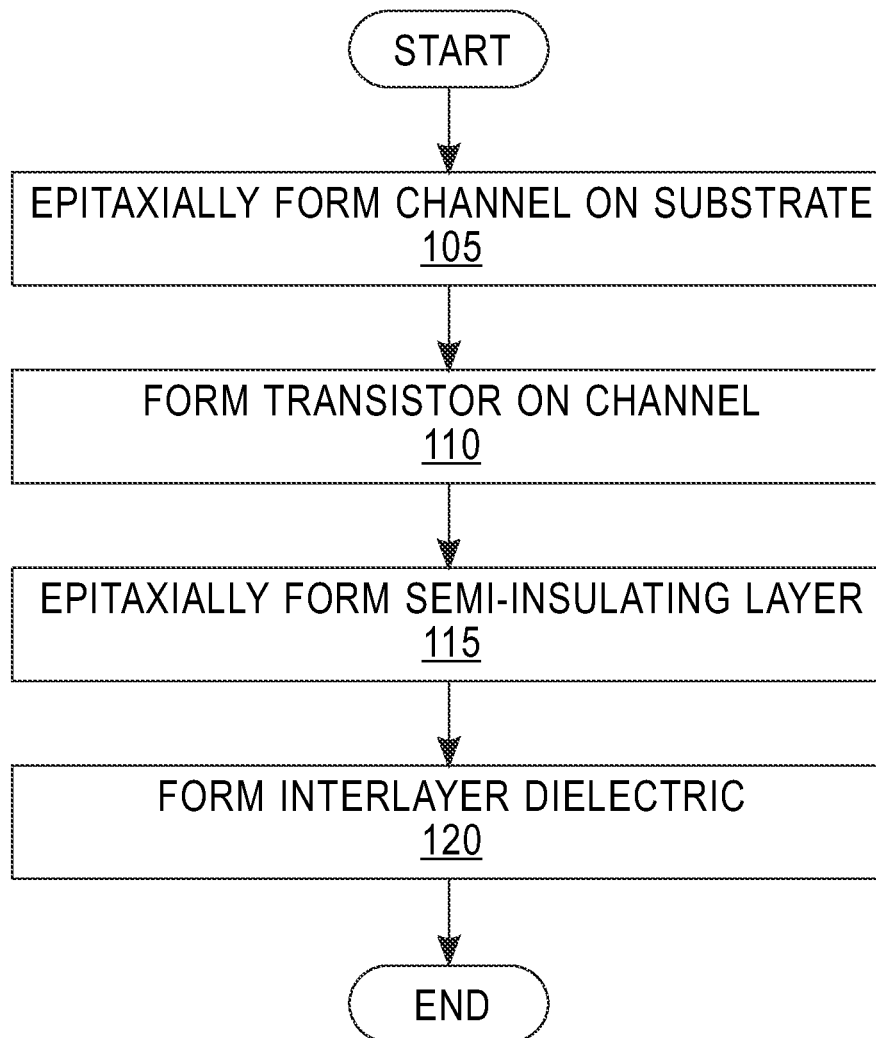 START
EPITAXIALLY FORM CHANNEL ON SUBSTRATE
105
FORM TRANSISTOR ON CHANNEL
110
EPITAXIALLY FORM SEMI-INSULATING LAYER
115
FORM INTERLAYER DIELECTRIC
120
END